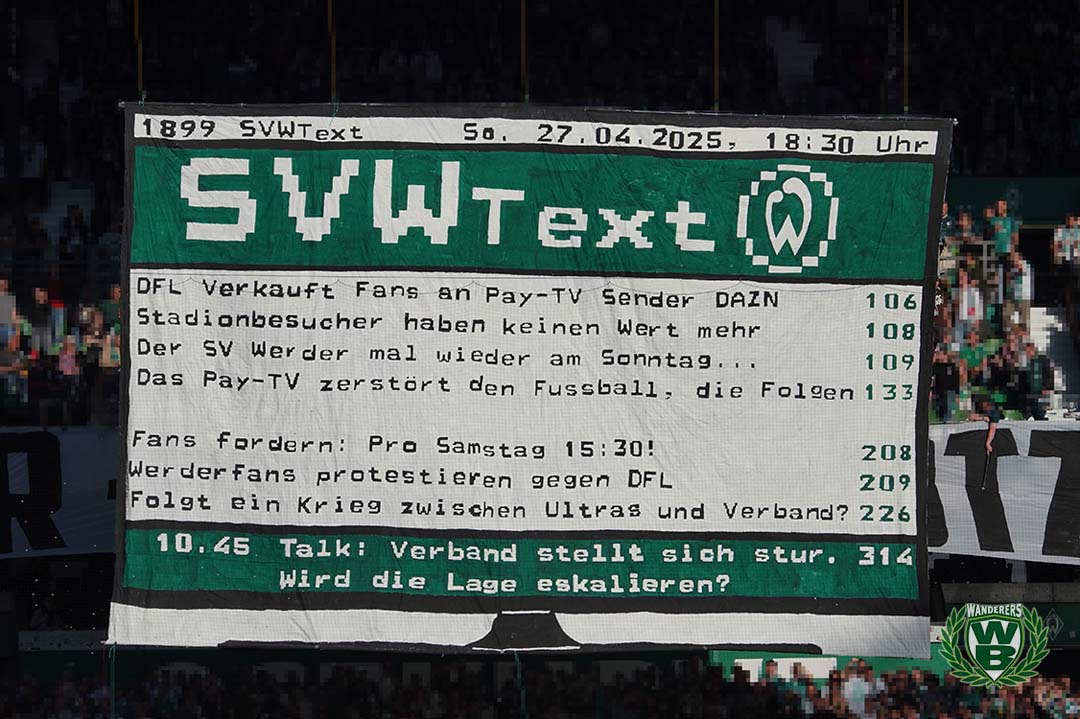 1899 SVWText So. 27.04.2025, 18:30 Uhr
SVWText W
DFL verkauft Fans an Pay-TV Sender DAZN 106
Stadionbesucher haben keinen Wert mehr 108
Der SV Werder mal wieder am Sonntag... 109
Das Pay-TV zerstört den Fussball, die Folgen 133
Fans fordern: Pro Samstag 15:30! 208
Werderfans protestieren gegen DFL 209
Folgt ein Krieg zwischen Ultras und Verband? 226
10.45 Talk: Verband stellt sich stur. 314
Wird die Lage eskalieren?
WANDERERS
WB